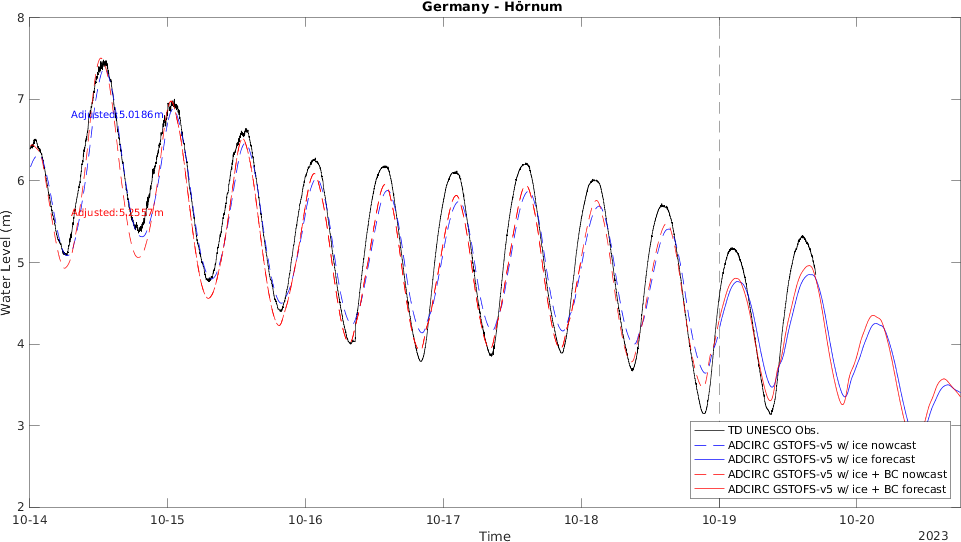 Germany - Hörnum
8
7
6
5
4
3
2
Water Level (m)
Adjusted:5.0186m
Adjusted:5.2557m
TD UNESCO Obs.
ADCIRC GSTOFS-v5 w/ ice nowcast
ADCIRC GSTOFS-v5 w/ ice forecast
ADCIRC GSTOFS-v5 w/ ice + BC nowcast
ADCIRC GSTOFS-v5 w/ ice + BC forecast
10-14 10-15 10-16 10-17 10-18 10-19 10-20
Time
2023